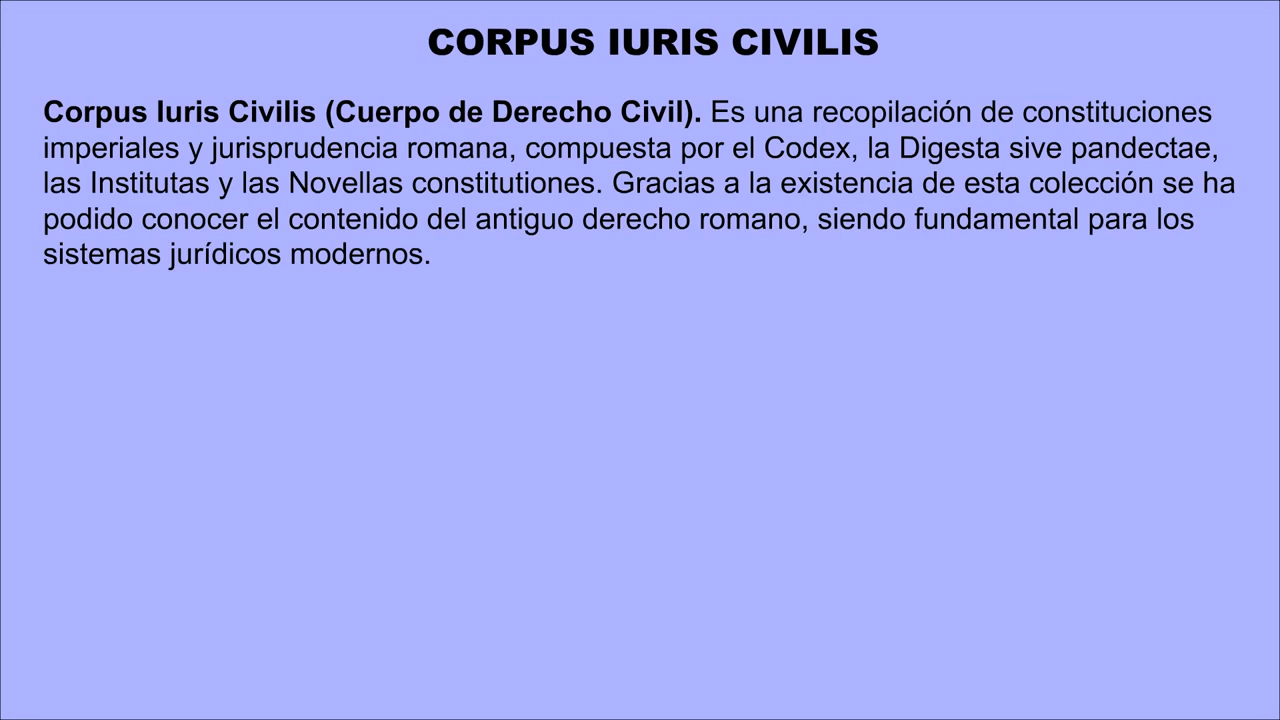 CORPUS IURIS CIVILIS
Corpus Iuris Civilis (Cuerpo de Derecho Civil). Es una recopilación de constituciones
imperiales y jurisprudencia romana, compuesta por el Codex, la Digesta sive pandectae,
las Institutas y las Novellas constitutiones. Gracias a la existencia de esta colección se ha
podido conocer el contenido del antiguo derecho romano, siendo fundamental para los
sistemas jurídicos modernos.